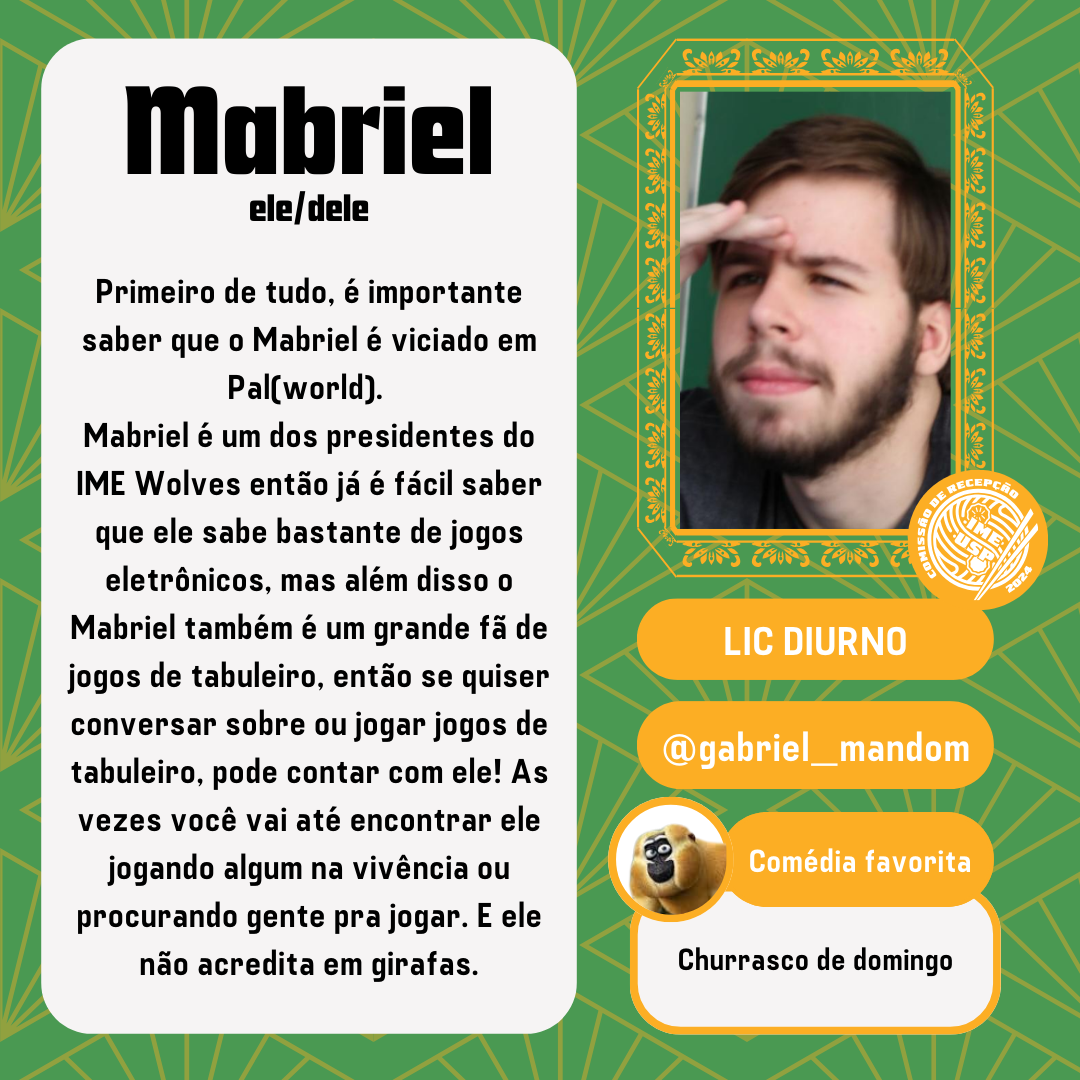 Mabriel
ele/dele
Primeiro de tudo, é importante
saber que o Mabriel é viciado em
Pal(world).
Mabriel é um dos presidentes do
IME Wolves então já é fácil saber
que ele sabe bastante de jogos
eletrônicos, mas além disso o
Mabriel também é um grande fã de
jogos de tabuleiro, então se quiser
conversar sobre ou jogar jogos de
tabuleiro, pode contar com ele! As
vezes você vai até encontrar ele
jogando algum na vivência ou
procurando gente pra jogar. E ele
não acredita em girafas.
COMISSÃO DE RECEPÇÃO
IME
USP
2024
LIC DIURNO
@gabriel_mandom
Comédia favorita
Churrasco de domingo